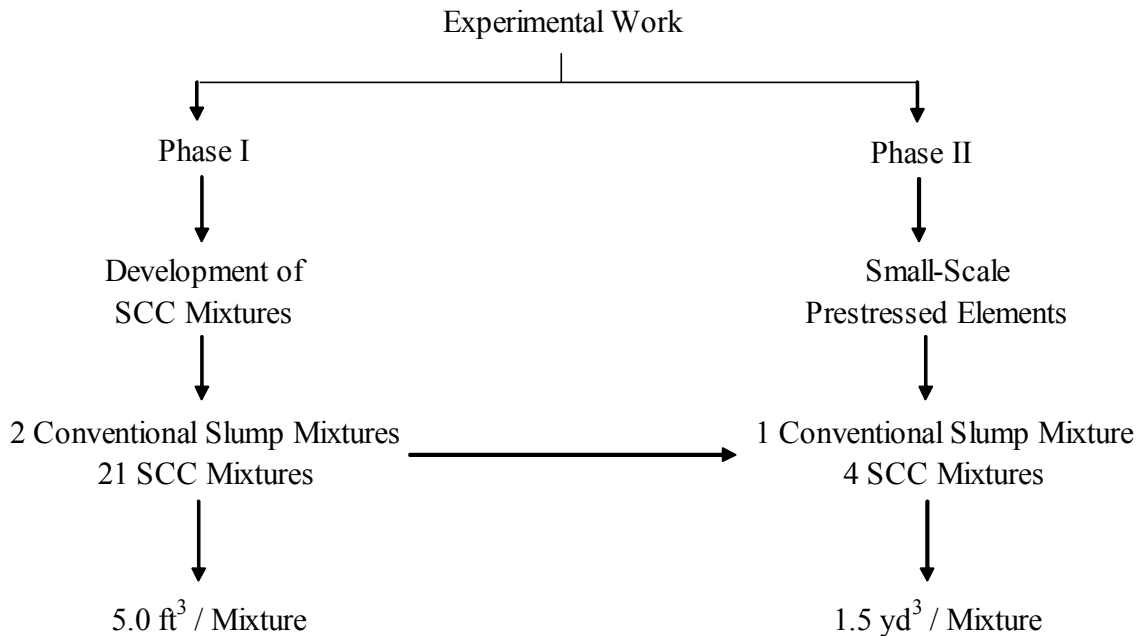 Experimental Work
Phase I
Development of
SCC Mixtures
2 Conventional Slump Mixtures
21 SCC Mixtures
5.0 ft³ / Mixture
Phase II
Small-Scale
Prestressed Elements
1 Conventional Slump Mixture
4 SCC Mixtures
1.5 yd³ / Mixture